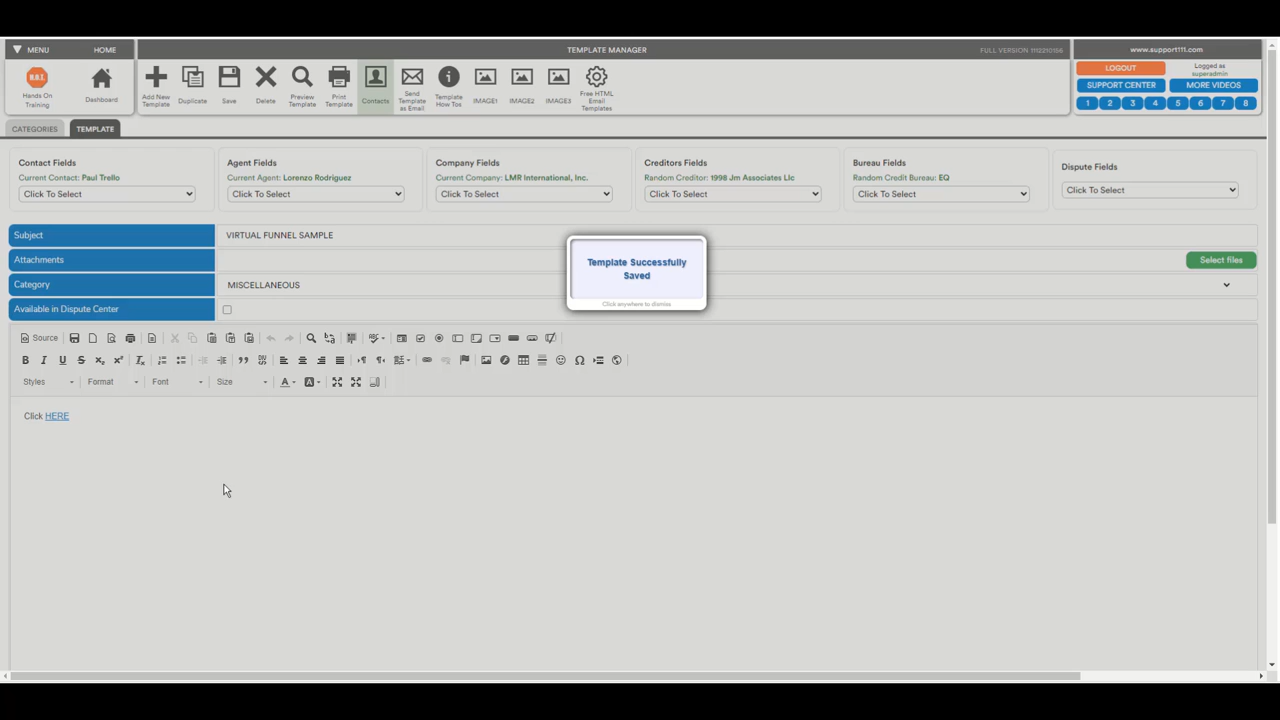 MENU
HOME
TEMPLATE MANAGER
FULL VERSION 1112210156
www.support111.com
H.O.T.
Hands On
Training
Dashboard
Add New
Template
Duplicate
Save
Delete
Preview
Template
Print
Template
Contacts
Send
Template
as Email
Template
How Tos
IMAGE1
IMAGE2
IMAGE3
Free HTML
Email
Templates
LOGOUT
Logged as
superadmin
SUPPORT CENTER
MORE VIDEOS
1 2 3 4 5 6 7 8
CATEGORIES
TEMPLATE
Contact Fields
Current Contact: Paul Trello
Click To Select
Agent Fields
Current Agent: Lorenzo Rodriguez
Click To Select
Company Fields
Current Company: LMR International, Inc.
Click To Select
Creditors Fields
Random Creditor: 1998 Jm Associates Llc
Click To Select
Bureau Fields
Random Credit Bureau: EQ
Click To Select
Dispute Fields
Click To Select
Subject
VIRTUAL FUNNEL SAMPLE
Attachments
Select files
Category
MISCELLANEOUS
Available in Dispute Center
Template Successfully
Saved
Click anywhere to dismiss
Source
Styles
Format
Font
Size
Click HERE